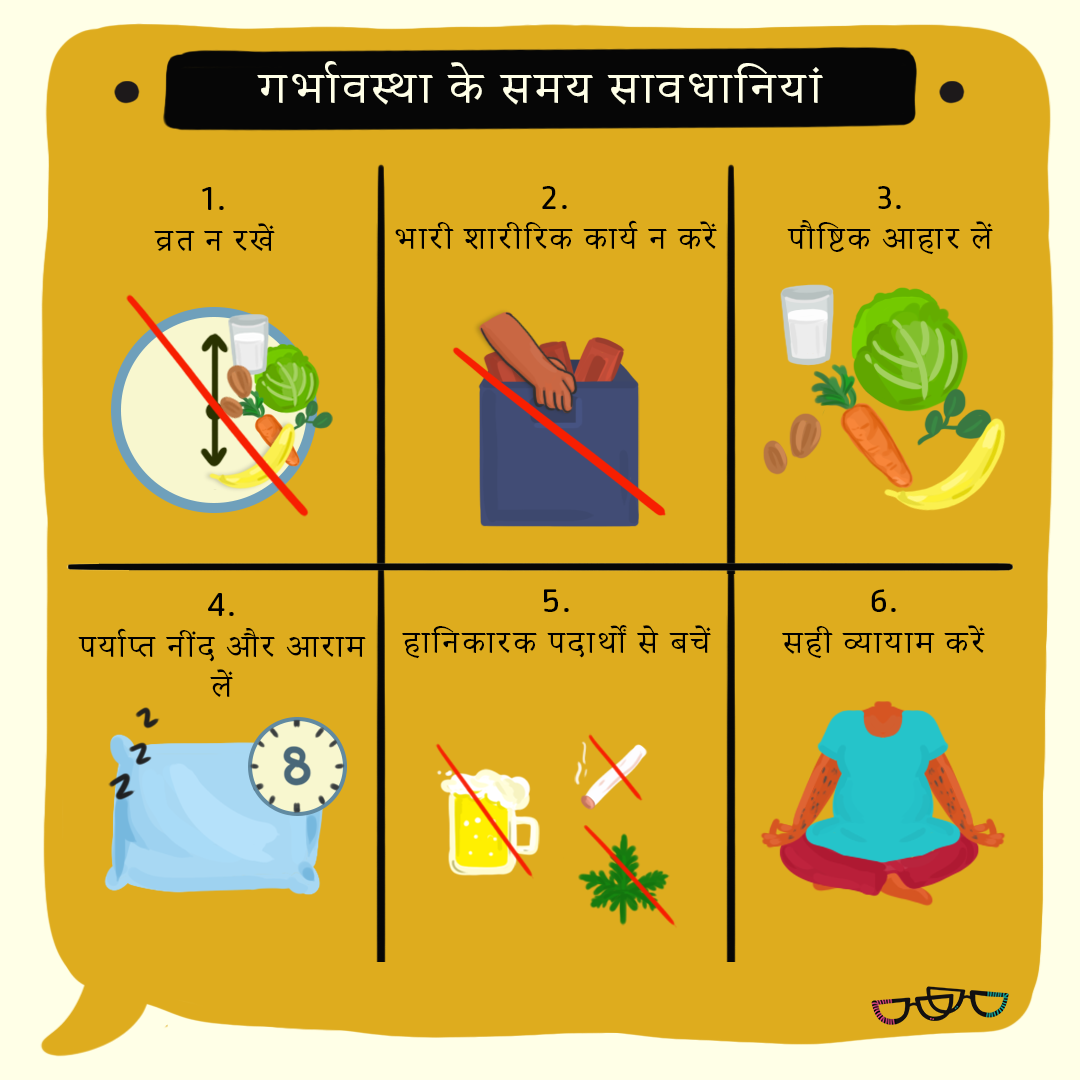 गर्भावस्था के समय सावधानियां
1.
व्रत न रखें
2.
भारी शारीरिक कार्य न करें
3.
पौष्टिक आहार लें
4.
पर्याप्त नींद और आराम
लें
z
z
z
8
5.
हानिकारक पदार्थों से बचें
6.
सही व्यायाम करें